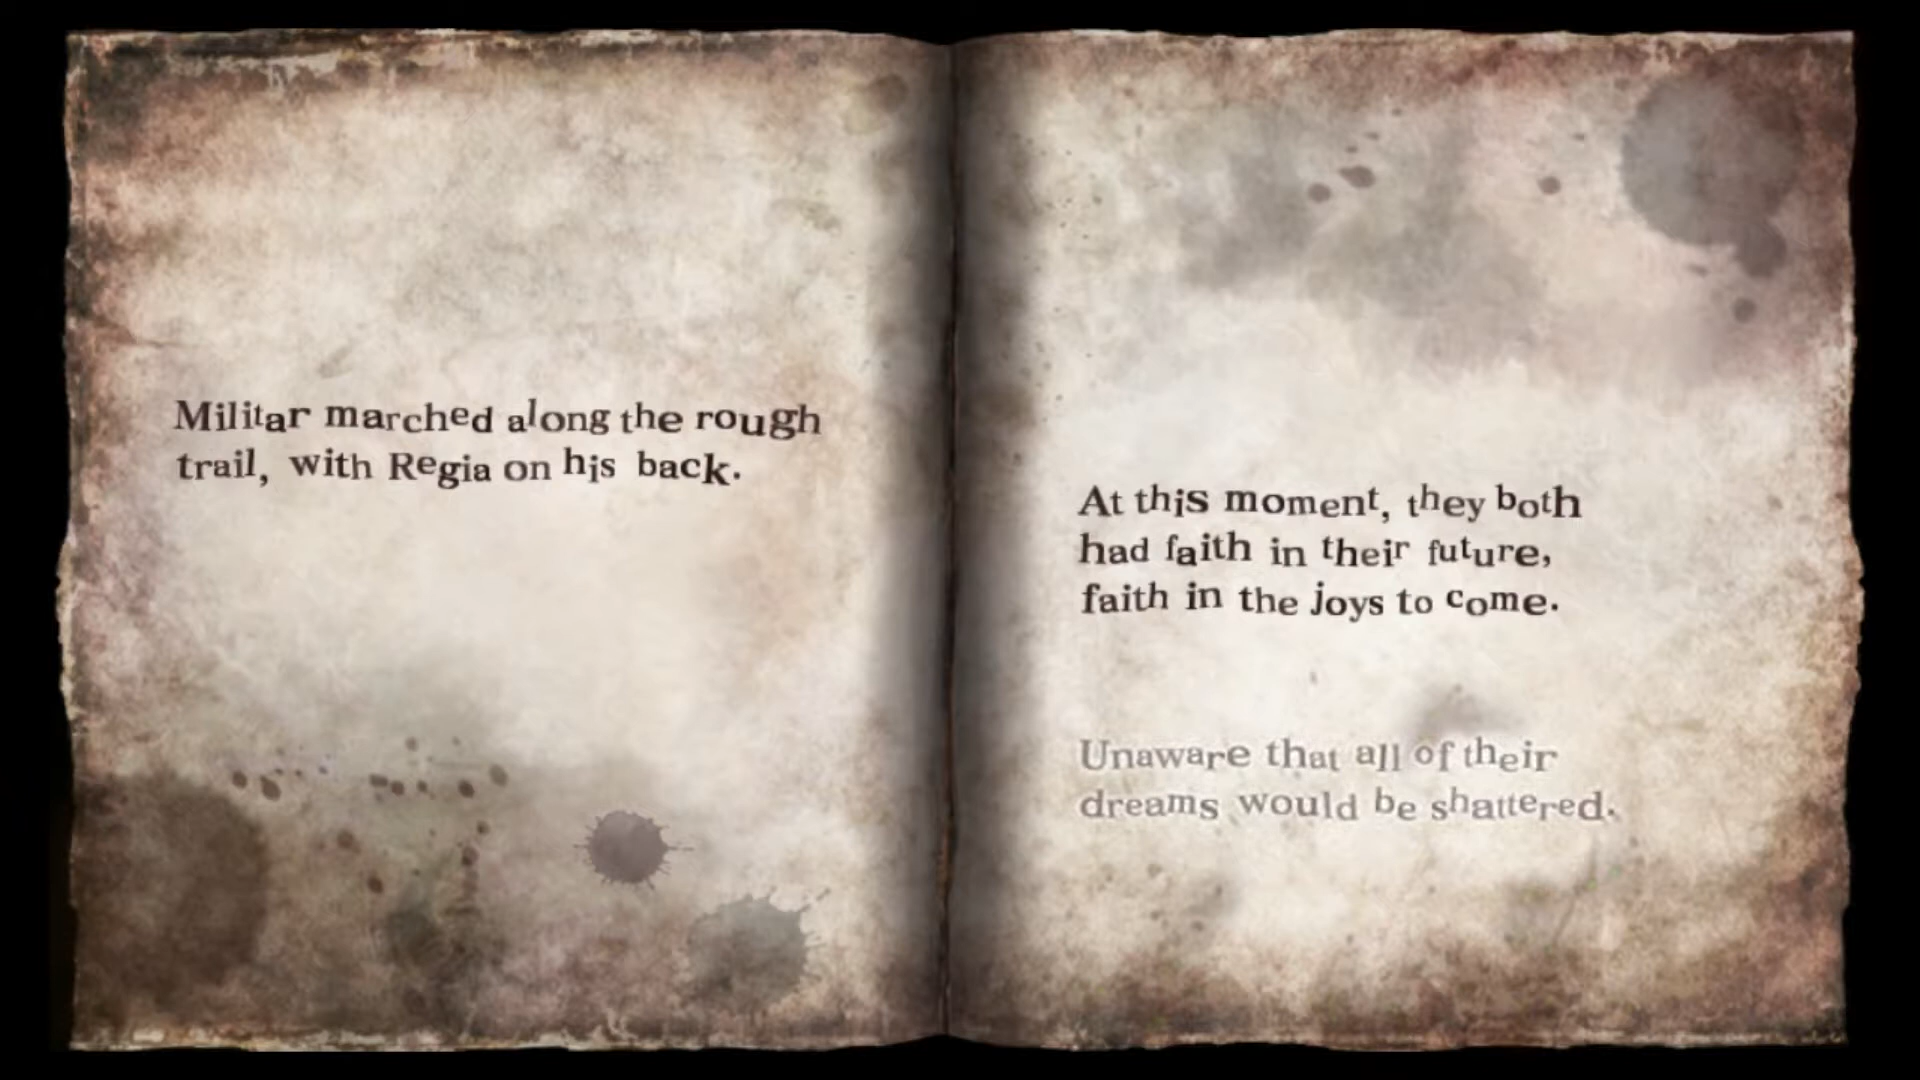 Militar marched along the rough
trail, with Regia on his back.
At this moment, they both
had faith in their future,
faith in the joys to come.
Unaware that all of their
dreams would be shattered.